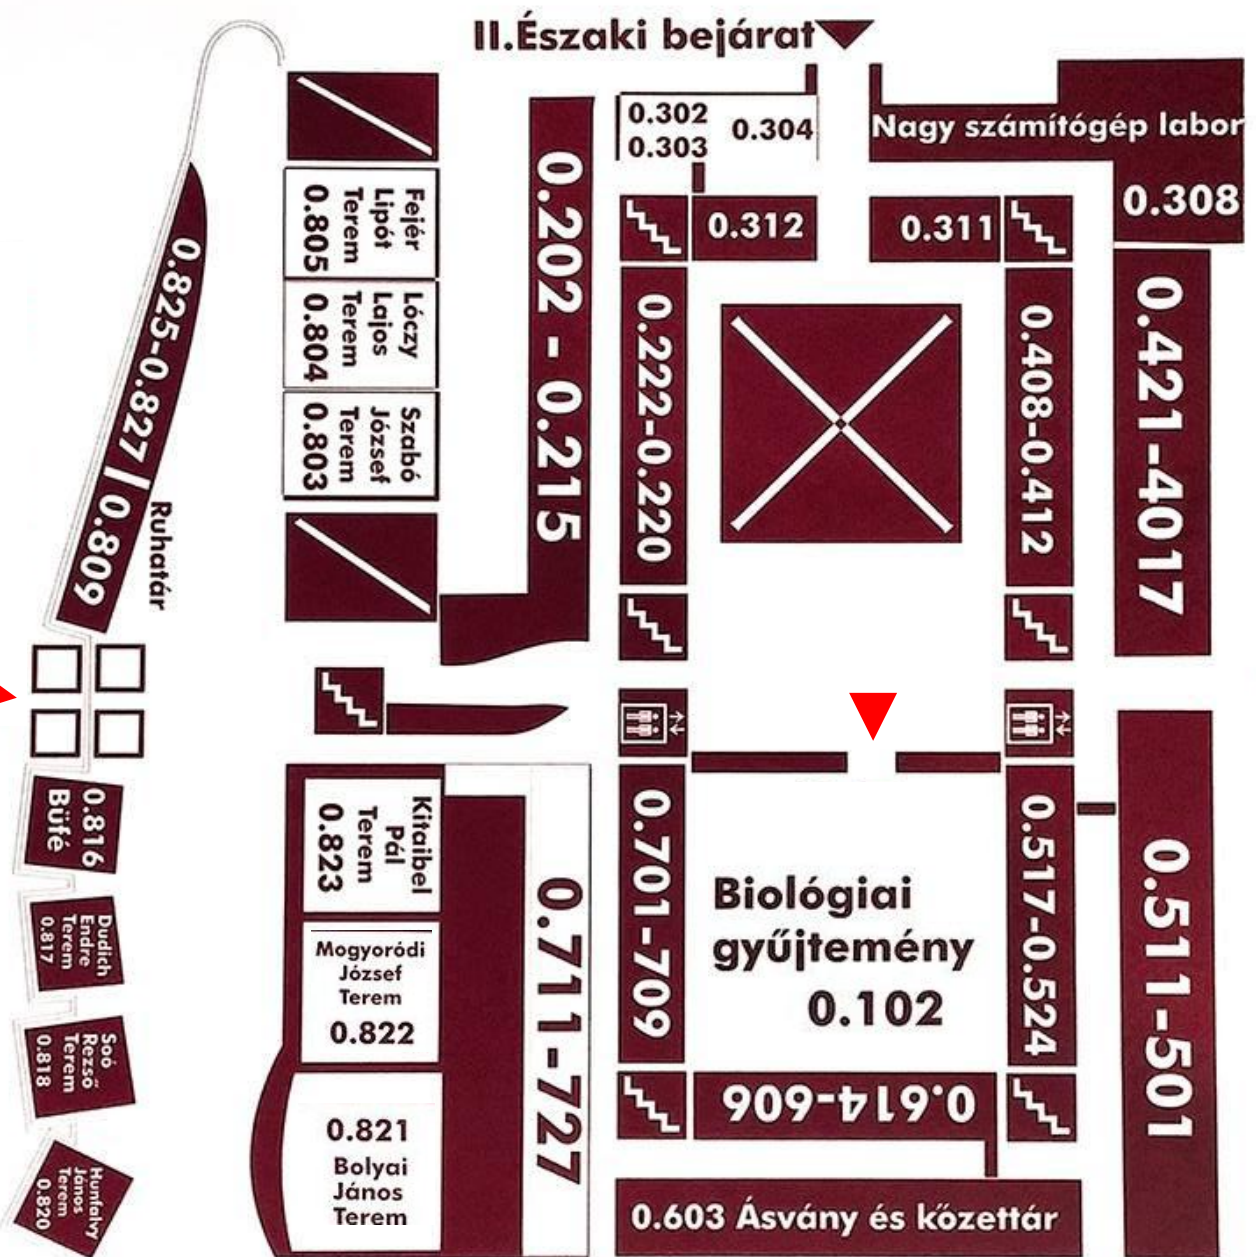 II.Északi bejárat
0.302
0.303
0.304
Nagy számítógép labor
0.308
0.312
0.311
Fejér
Lipót
Terem
0.805
Lóczy
Lajos
Terem
0.804
Szabó
József
Terem
0.803
0.202 - 0.215
0.222-0.220
0.408-0.412
0.421-4017
0.825-0.827 | 0.809
Ruhatár
0.816
Büfé
Dudich
Endre
Terem
0.817
Soó
Rezső
Terem
0.818
Hunfalvy
János
Terem
0.820
Kitaibel
Pál
Terem
0.823
Mogyoródi
József
Terem
0.822
0.821
Bolyai
János
Terem
0.711-727
0.701-709
Biológiai
gyűjtemény
0.102
0.517-0.524
0.511-501
0.614-606
0.603 Ásvány és kőzettár